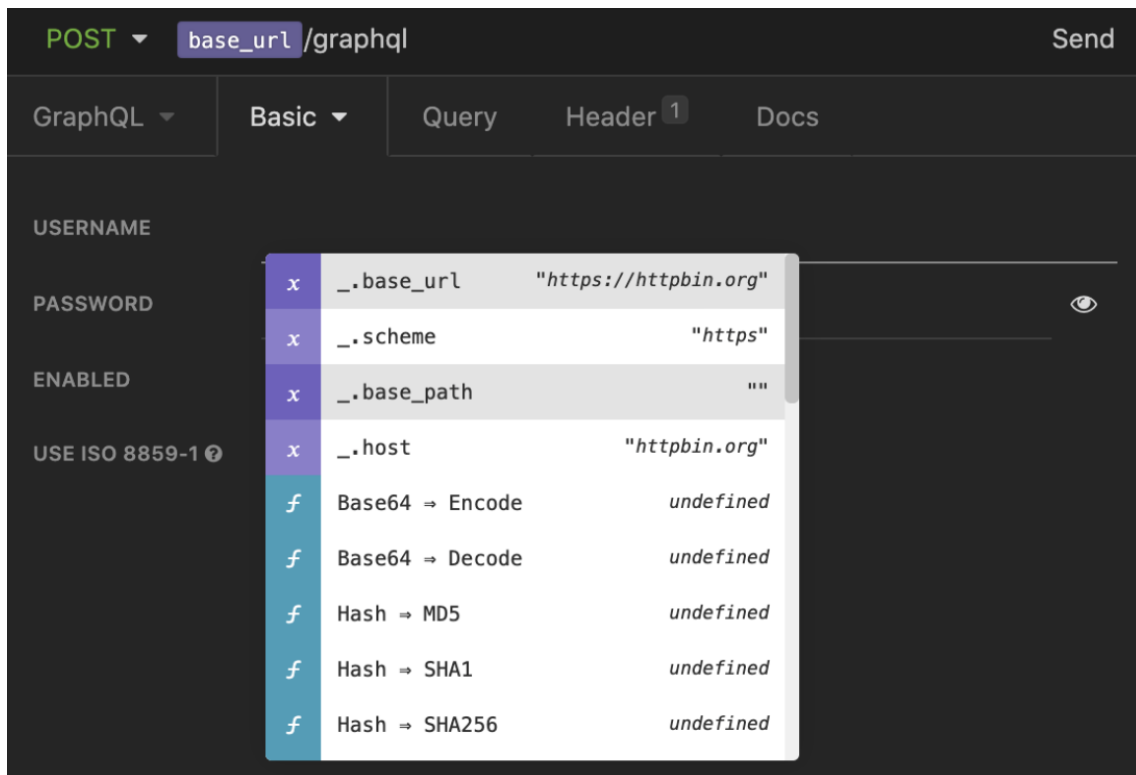 POST base_url /graphql Send
GraphQL Basic Query Header 1 Docs
USERNAME
x _.base_url "https://httpbin.org"
PASSWORD
x _.scheme "https"
ENABLED
x _.base_path ""
USE ISO 8859-1 ?
x _.host "httpbin.org"
f Base64 ⇒ Encode undefined
f Base64 ⇒ Decode undefined
f Hash ⇒ MD5 undefined
f Hash ⇒ SHA1 undefined
f Hash ⇒ SHA256 undefined